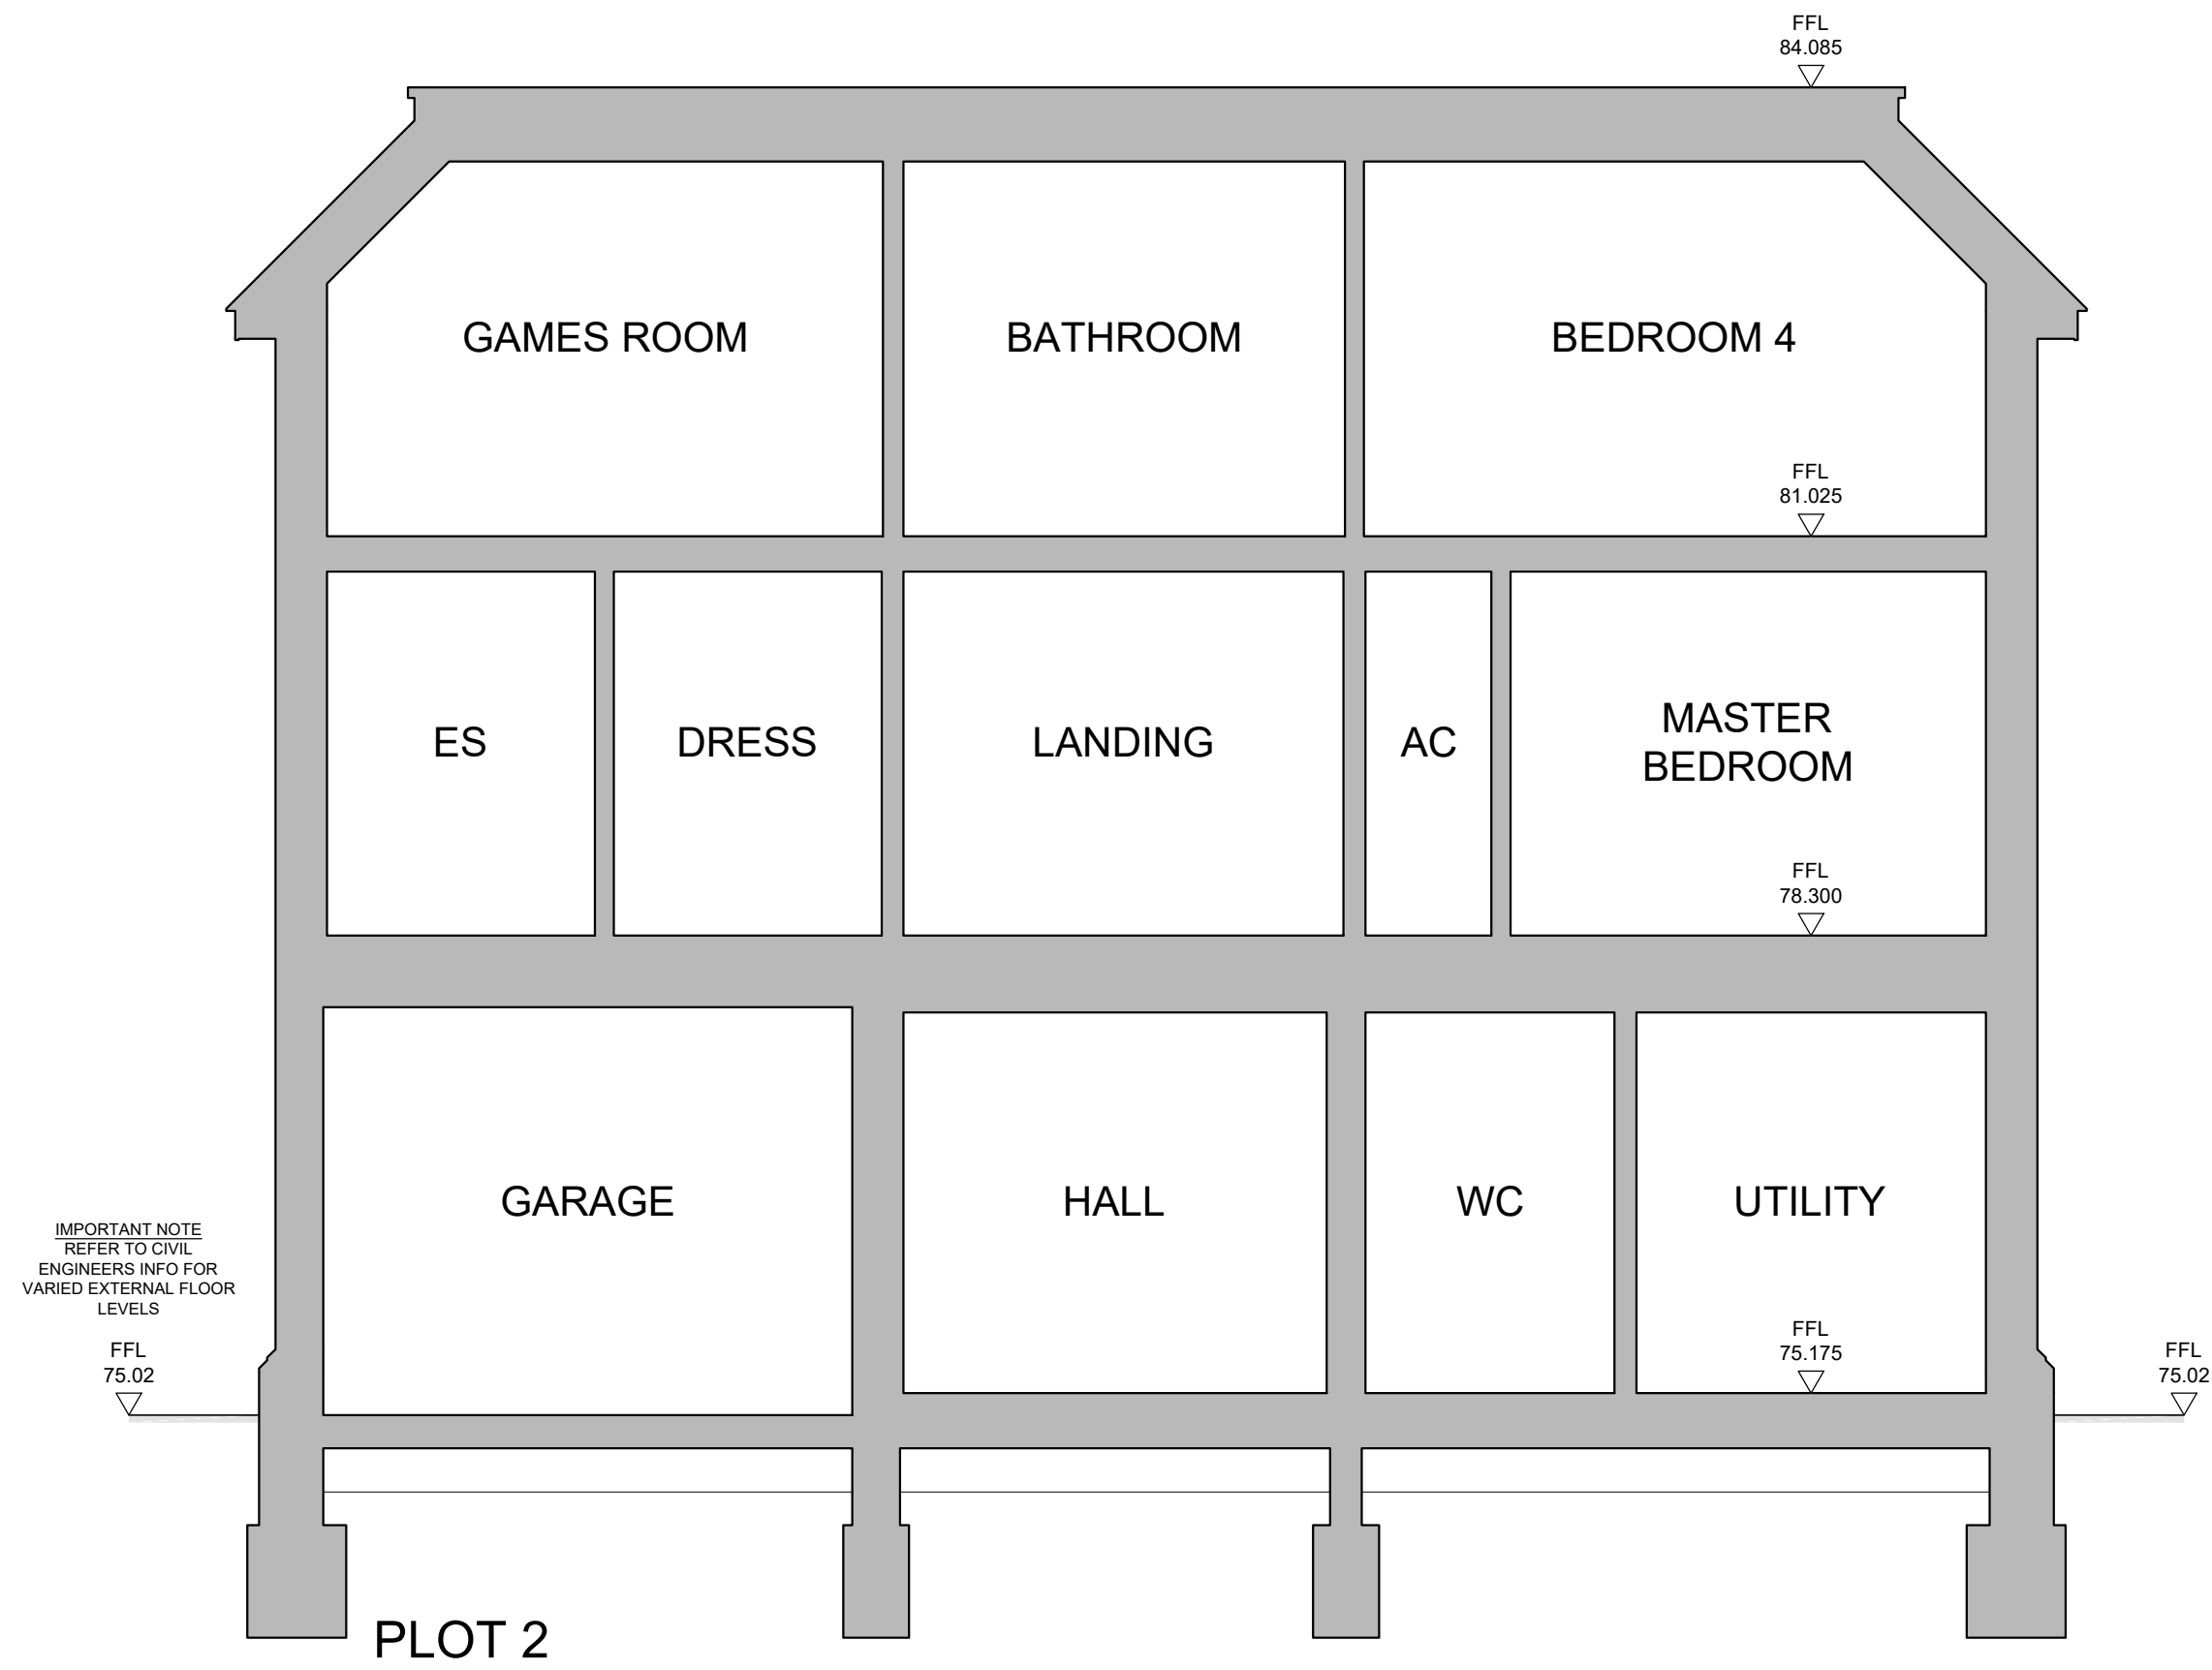 FFL
84.085
GAMES ROOM
BATHROOM
BEDROOM 4
FFL
81.025
ES
DRESS
LANDING
AC
MASTER
BEDROOM
FFL
78.300
GARAGE
HALL
WC
UTILITY
IMPORTANT NOTE
REFER TO CIVIL
ENGINEERS INFO FOR
VARIED EXTERNAL FLOOR
LEVELS
FFL
75.02
FFL
75.175
FFL
75.02
PLOT 2